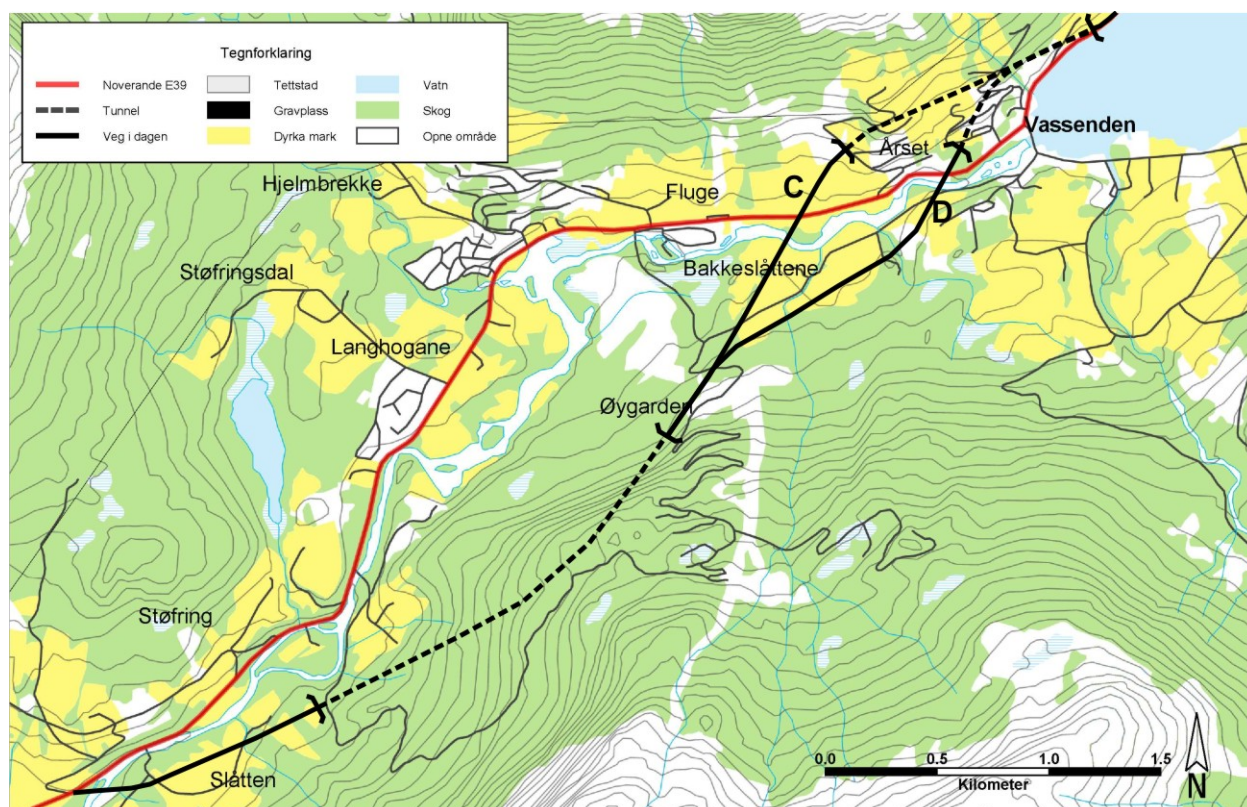 Tegnforklaring
Noverande E39
Tettstad
Vatn
Tunnel
Gravplass
Skog
Veg i dagen
Dyrka mark
Opne område
Vassenden
Årset
Hjelmbrekke
Fluge
C
D
Støfringsdal
Bakkeslåttene
Langhogane
Øygarden
Støfring
Slåtten
0.0 0.5 1.0 1.5
Kilometer
N